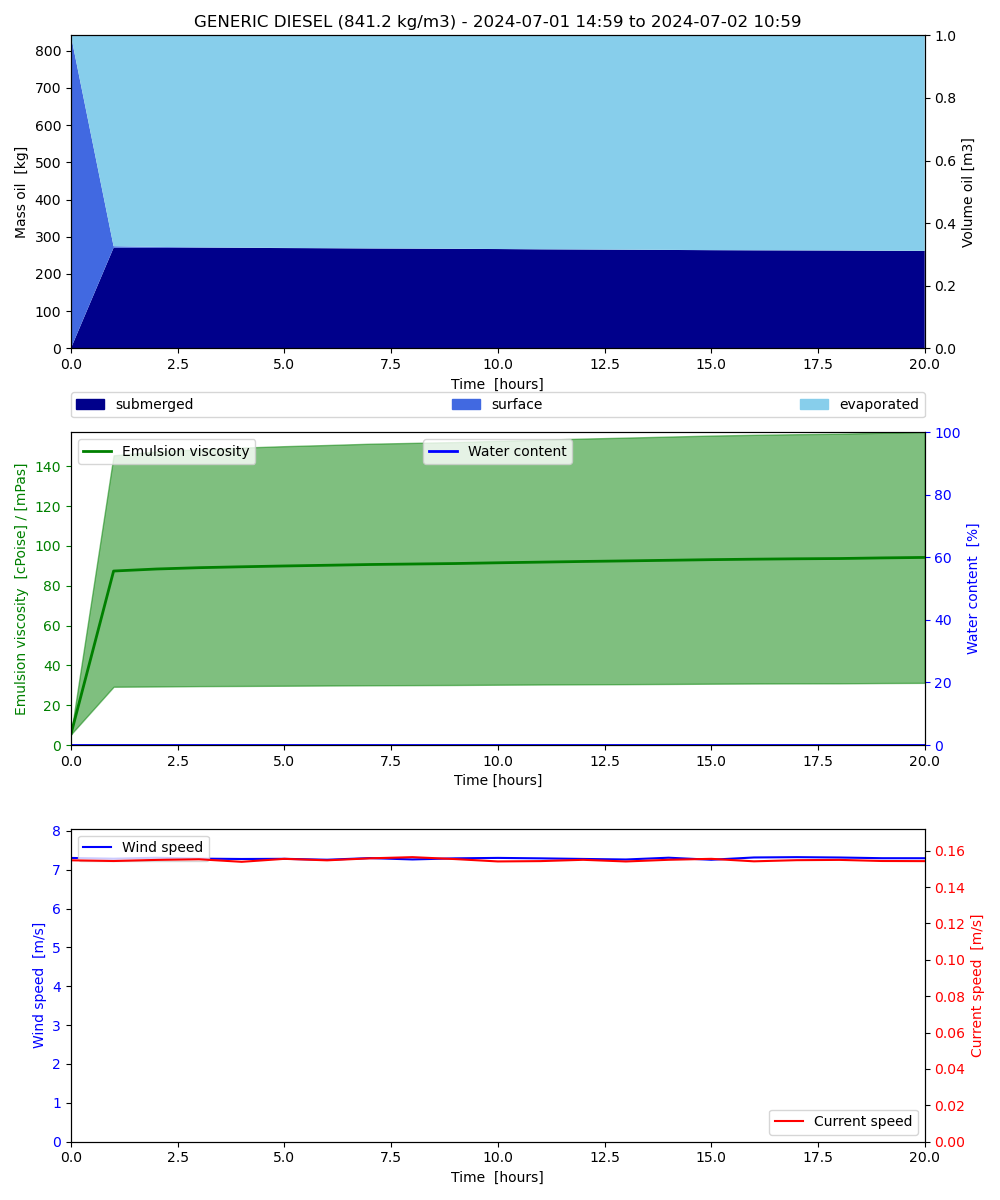 GENERIC DIESEL (841.2 kg/m3) - 2024-07-01 14:59 to 2024-07-02 10:59
Mass oil [kg]
800
700
600
500
400
300
200
100
0
1.0
0.8
0.6
0.4
0.2
0.0
Volume oil [m3]
0.0 2.5 5.0 7.5 10.0 12.5 15.0 17.5 20.0
Time [hours]
submerged surface evaporated
Emulsion viscosity Water content
Emulsion viscosity [cPoise] / [mPas]
140
120
100
80
60
40
20
0
100
80
60
40
20
0
Water content [%]
0.0 2.5 5.0 7.5 10.0 12.5 15.0 17.5 20.0
Time [hours]
Wind speed
Wind speed [m/s]
8
7
6
5
4
3
2
1
0
0.16
0.14
0.12
0.10
0.08
0.06
0.04
0.02
0.00
Current speed [m/s]
Current speed
0.0 2.5 5.0 7.5 10.0 12.5 15.0 17.5 20.0
Time [hours]